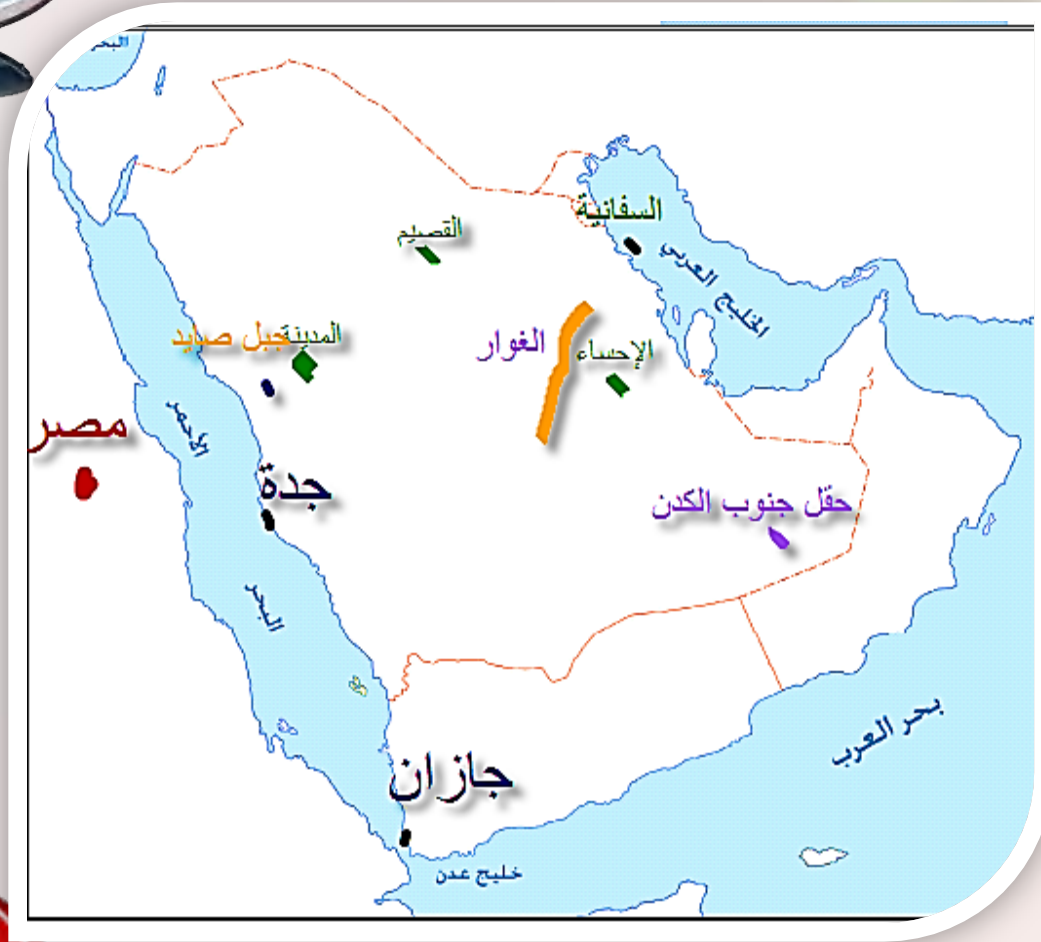 البحر
السفانية
القصيم
الخليج العربي
جبل صايد
المدينة
الغوار
الإحساء
مصر
الأحمر
جدة
حقل جنوب الكدن
البحر
بحر العرب
جازان
خليج عدن